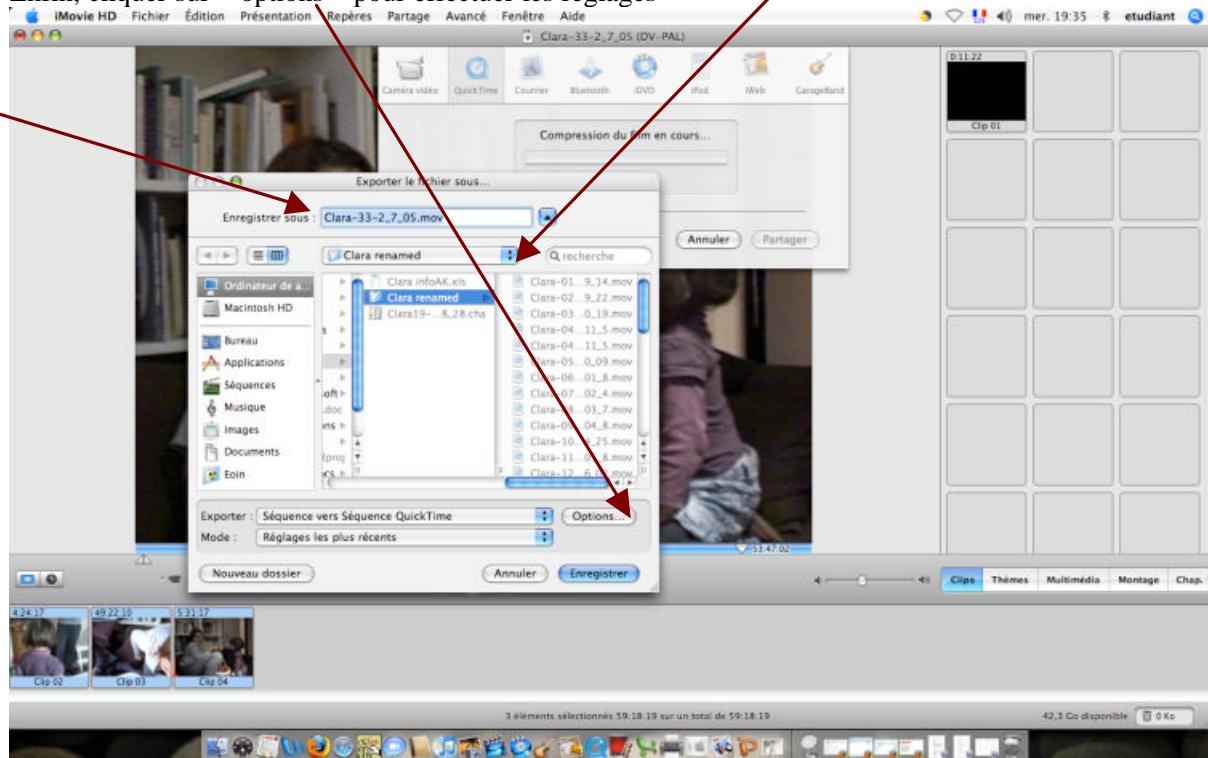 Enfin, cliquer sur « options » pour effectuer les réglages
iMovie HD Fichier Édition Présentation Repères Partage Avancé Fenêtre Aide mer. 19:35 etudiant
Clara-33-2_7_05 (DV-PAL)
Caméra vidéo QuickTime Courrier Bluetooth iDVD iPod iWeb GarageBand
0:11:22
Clip 01
Compression du film en cours...
Annuler Partager
Exporter le fichier sous...
Enregistrer sous : Clara-33-2_7_05.mov
Clara renamed recherche
Ordinateur de a...
Macintosh HD
Bureau
Applications
Séquences
Musique
Images
Documents
Eoin
Clara infoAK.xls
Clara renamed
Clara19-...8_28.cha
Clara-01...9_14.mov
Clara-02...9_22.mov
Clara-03...0_19.mov
Clara-04...11_5.mov
Clara-04...11_5.mov
Clara-05...0_09.mov
Clara-06...01_8.mov
Clara-07...02_4.mov
Clara-08...03_7.mov
Clara-09...04_8.mov
Clara-10...4_25.mov
Exporter : Séquence vers Séquence QuickTime Options...
Mode : Réglages les plus récents
Nouveau dossier Annuler Enregistrer
53:47:02
Clips Thèmes Multimédia Montage Chap.
4:24:17 49:22:10 5:31:17
Clip 02 Clip 03 Clip 04
3 éléments sélectionnés 59:18:19 sur un total de 59:18:19 42,3 Go disponible 0 Ko